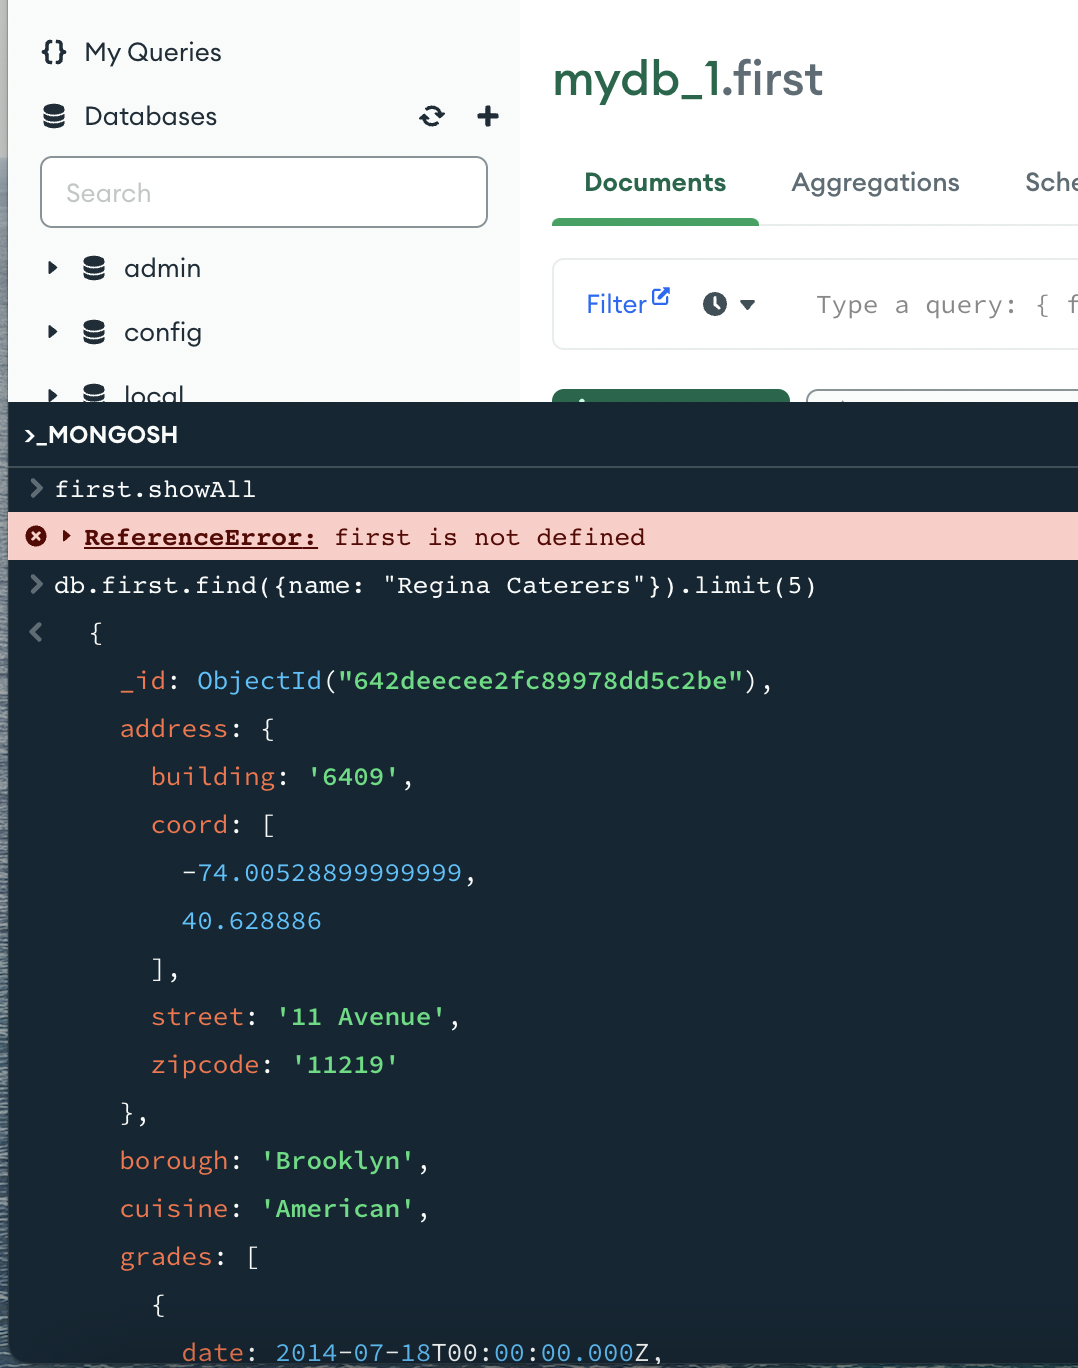 My Queries
Databases
Search
admin
config
local
mydb_1.first
Documents Aggregations Sche
Filter Type a query: { f
>_MONGOSH
first.showAll
ReferenceError: first is not defined
db.first.find({name: "Regina Caterers"}).limit(5)
{
_id: ObjectId("642deecee2fc89978dd5c2be"),
address: {
building: '6409',
coord: [
-74.00528899999999,
40.628886
],
street: '11 Avenue',
zipcode: '11219'
},
borough: 'Brooklyn',
cuisine: 'American',
grades: [
{
date: 2014-07-18T00:00:00.000Z,